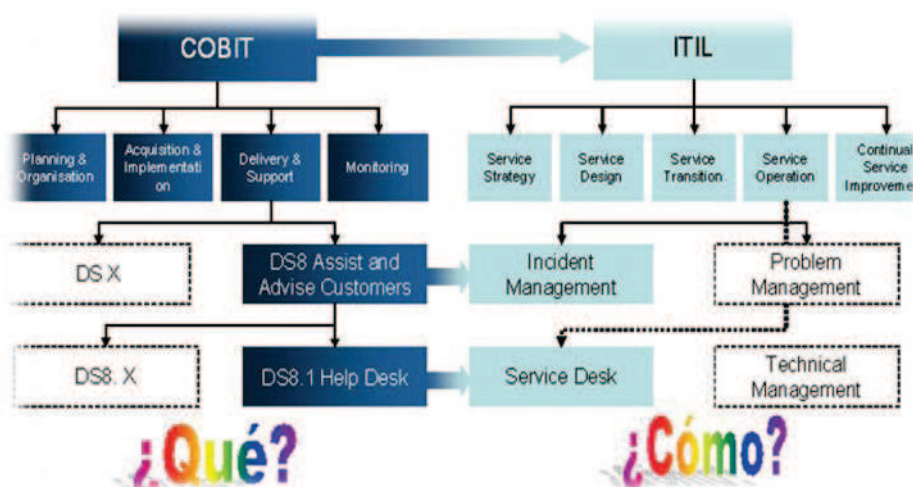 COBIT
ITIL
Planning &
Organisation
Acquisition &
Implementati
on
Delivery &
Support
Monitoring
Service
Strategy
Service
Design
Service
Transition
Service
Operation
Continual
Service
Improvemen
DS X
DS8 Assist and
Advise Customers
Incident
Management
Problem
Management
DS8. X
DS8.1 Help Desk
Service Desk
Technical
Management
¿Qué?
¿Cómo?